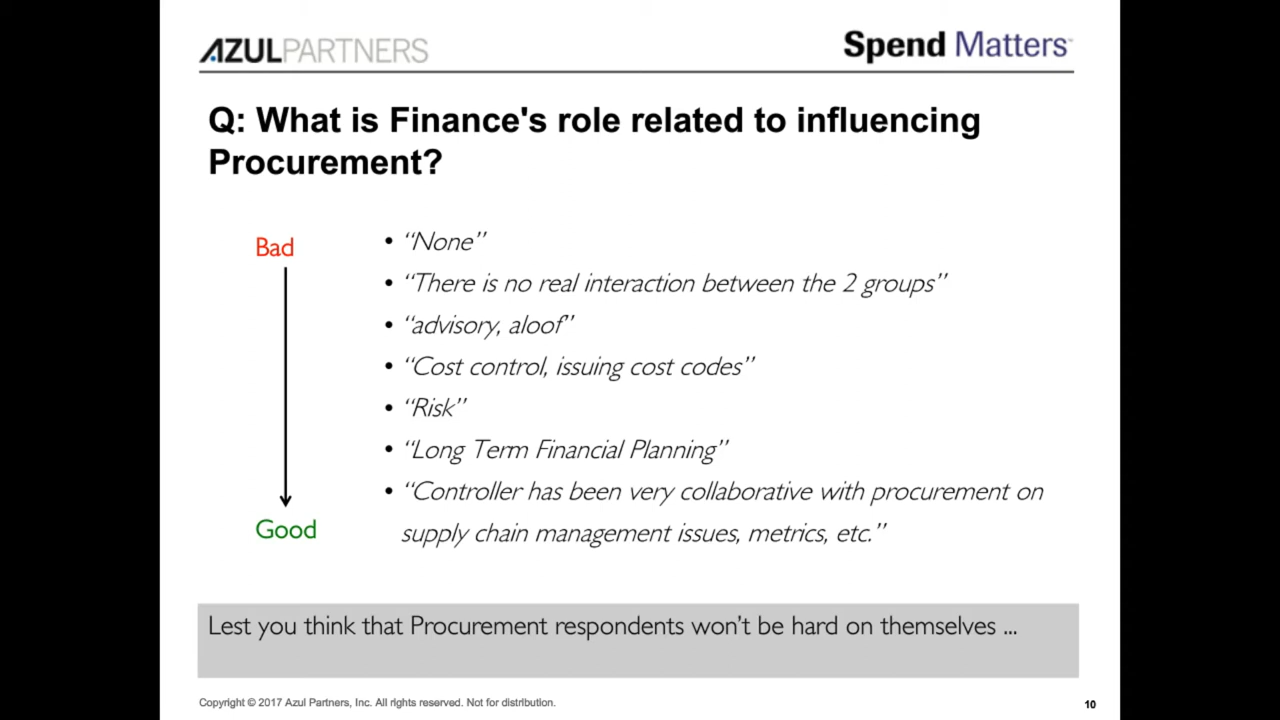 AZULPARTNERS
Spend Matters™
Q: What is Finance's role related to influencing
Procurement?
Bad
• “None”
• “There is no real interaction between the 2 groups”
• “advisory, aloof”
• “Cost control, issuing cost codes”
• “Risk”
• “Long Term Financial Planning”
• “Controller has been very collaborative with procurement on
supply chain management issues, metrics, etc.”
Good
Lest you think that Procurement respondents won’t be hard on themselves ...
Copyright © 2017 Azul Partners, Inc. All rights reserved. Not for distribution.
10